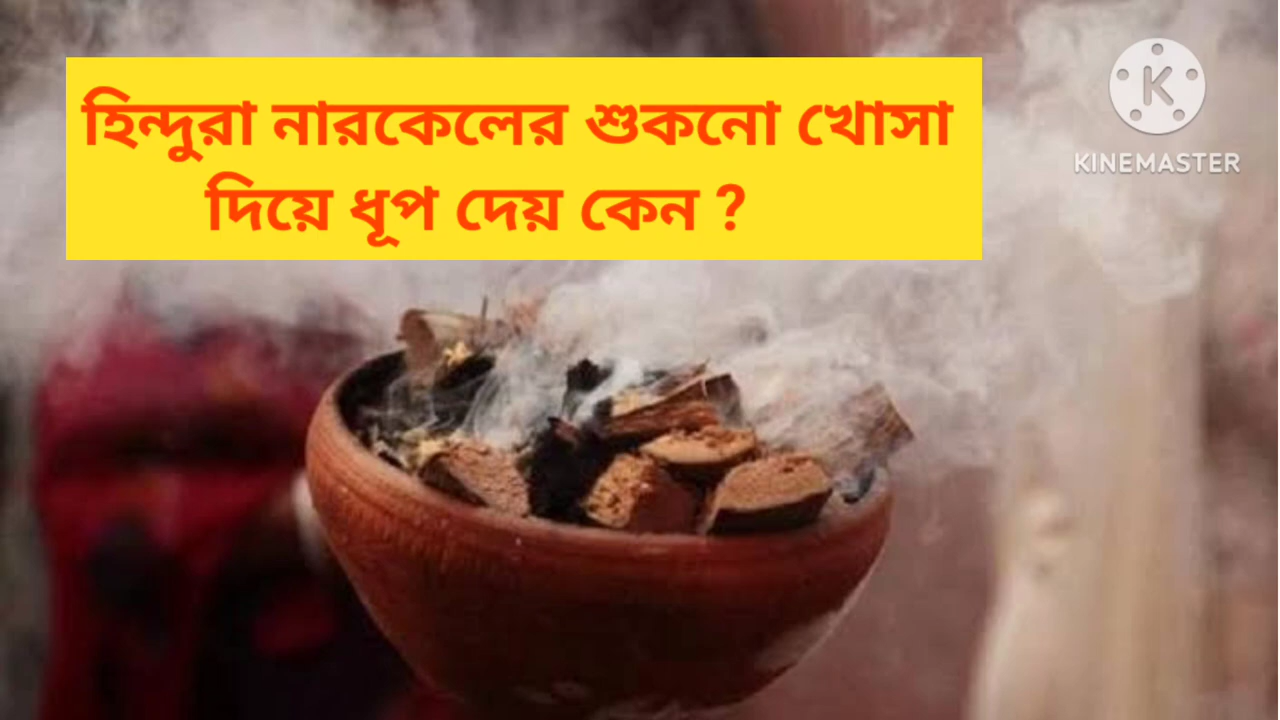 হিন্দুরা নারকেলের শুকনো খোসা
দিয়ে ধূপ দেয় কেন ?
K
KINEMASTER